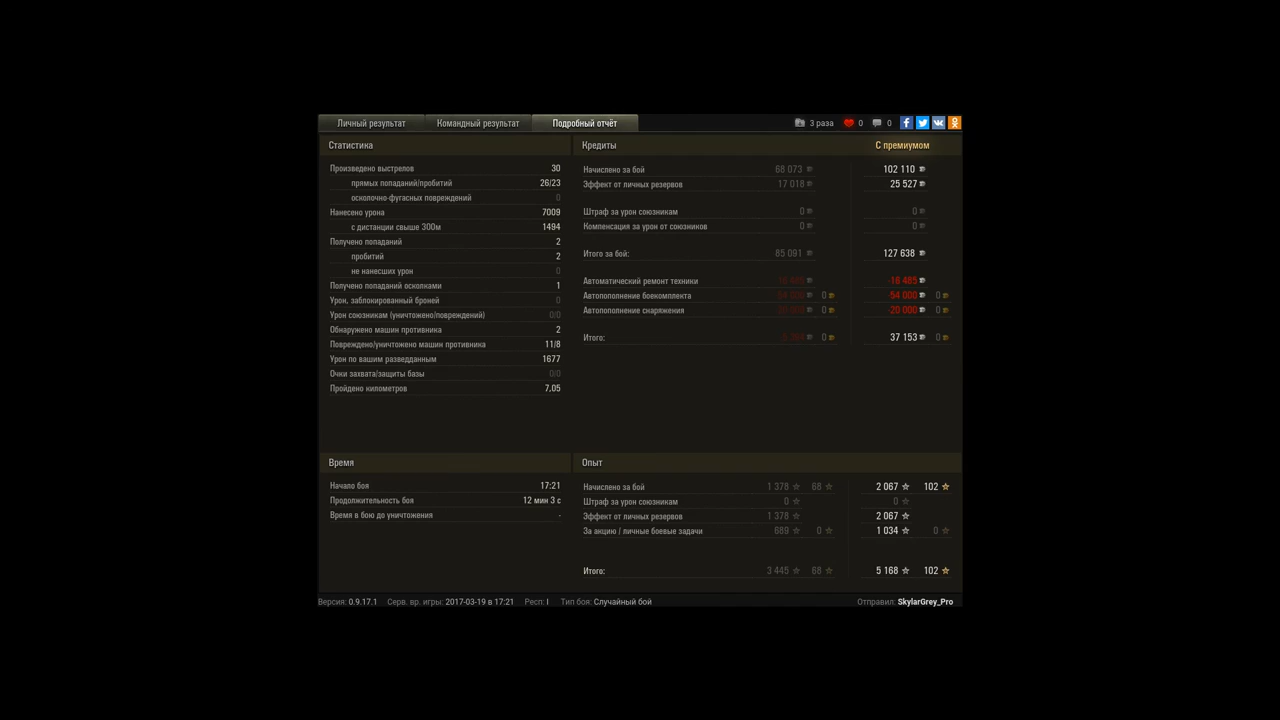 Личный результат Командный результат Подробный отчёт 3 раза 0 0
Статистика
Произведено выстрелов 30
прямых попаданий/пробитий 26/23
осколочно-фугасных повреждений 0
Нанесено урона 7009
с дистанции свыше 300м 1494
Получено попаданий 2
пробитий 2
не нанесших урон 0
Получено попаданий осколками 1
Урон, заблокированный броней 0
Урон союзникам (уничтожено/повреждений) 0/0
Обнаружено машин противника 2
Повреждено/уничтожено машин противника 11/8
Урон по вашим разведданным 1677
Очки захвата/защиты базы 0/0
Пройдено километров 7,05
Кредиты С премиумом
Начислено за бой 68 073 102 110
Эффект от личных резервов 17 018 25 527
Штраф за урон союзникам 0 0
Компенсация за урон от союзников 0 0
Итого за бой: 85 091 127 638
Автоматический ремонт техники -16 485
Автопополнение боекомплекта -54 000 0 -54 000 0
Автопополнение снаряжения 0 -20 000 0
Итого: 0 37 153 0
Время
Начало боя 17:21
Продолжительность боя 12 мин 3 с
Время в бою до уничтожения -
Опыт
Начислено за бой 1 378 68 2 067 102
Штраф за урон союзникам 0 0
Эффект от личных резервов 1 378 2 067
За акцию / личные боевые задачи 689 0 1 034 0
Итого: 3 445 68 5 168 102
Версия: 0.9.17.1 Серв. вр. игры: 2017-03-19 в 17:21 Респ: I Тип боя: Случайный бой Отправил: SkylarGrey_Pro